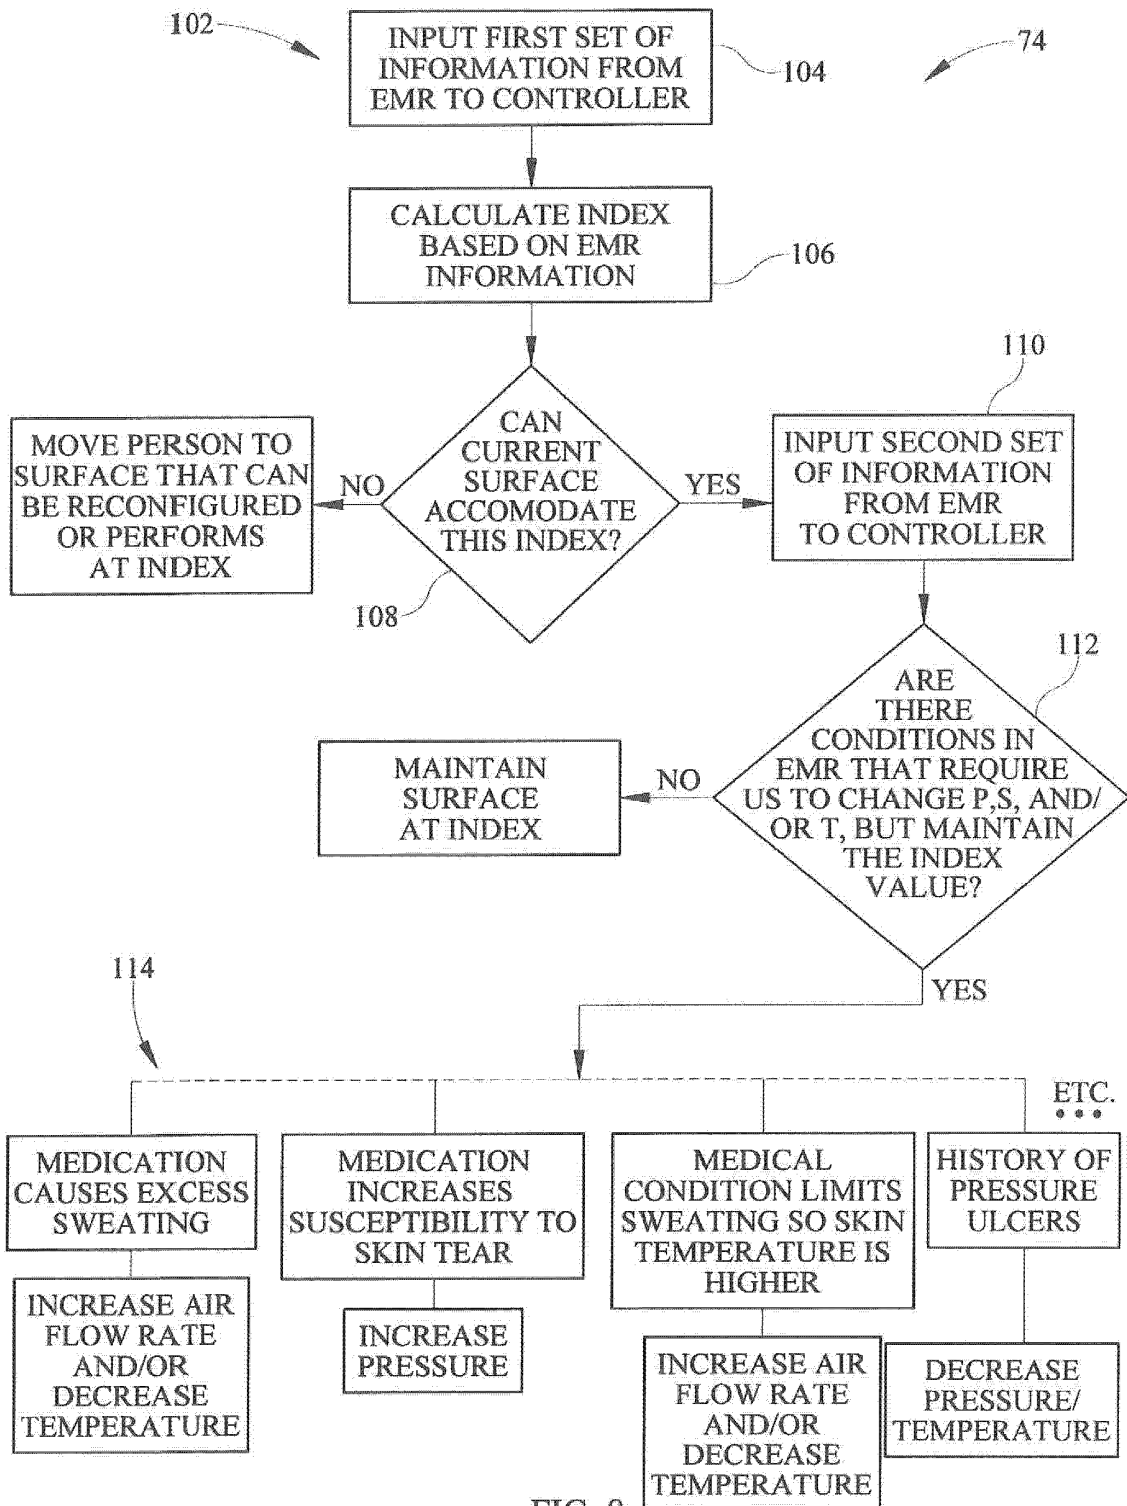 102
INPUT FIRST SET OF
INFORMATION FROM
EMR TO CONTROLLER
104
74
CALCULATE INDEX
BASED ON EMR
INFORMATION
106
CAN
CURRENT
SURFACE
ACCOMODATE
THIS INDEX?
108
NO
MOVE PERSON TO
SURFACE THAT CAN
BE RECONFIGURED
OR PERFORMS
AT INDEX
YES
110
INPUT SECOND SET
OF INFORMATION
FROM EMR
TO CONTROLLER
112
ARE
THERE
CONDITIONS IN
EMR THAT REQUIRE
US TO CHANGE P,S, AND/
OR T, BUT MAINTAIN
THE INDEX
VALUE?
NO
MAINTAIN
SURFACE
AT INDEX
YES
114
ETC.
MEDICATION
CAUSES EXCESS
SWEATING
INCREASE AIR
FLOW RATE
AND/OR
DECREASE
TEMPERATURE
MEDICATION
INCREASES
SUSCEPTIBILITY TO
SKIN TEAR
INCREASE
PRESSURE
MEDICAL
CONDITION LIMITS
SWEATING SO SKIN
TEMPERATURE IS
HIGHER
INCREASE AIR
FLOW RATE
AND/OR
DECREASE
TEMPERATURE
HISTORY OF
PRESSURE
ULCERS
DECREASE
PRESSURE/
TEMPERATURE